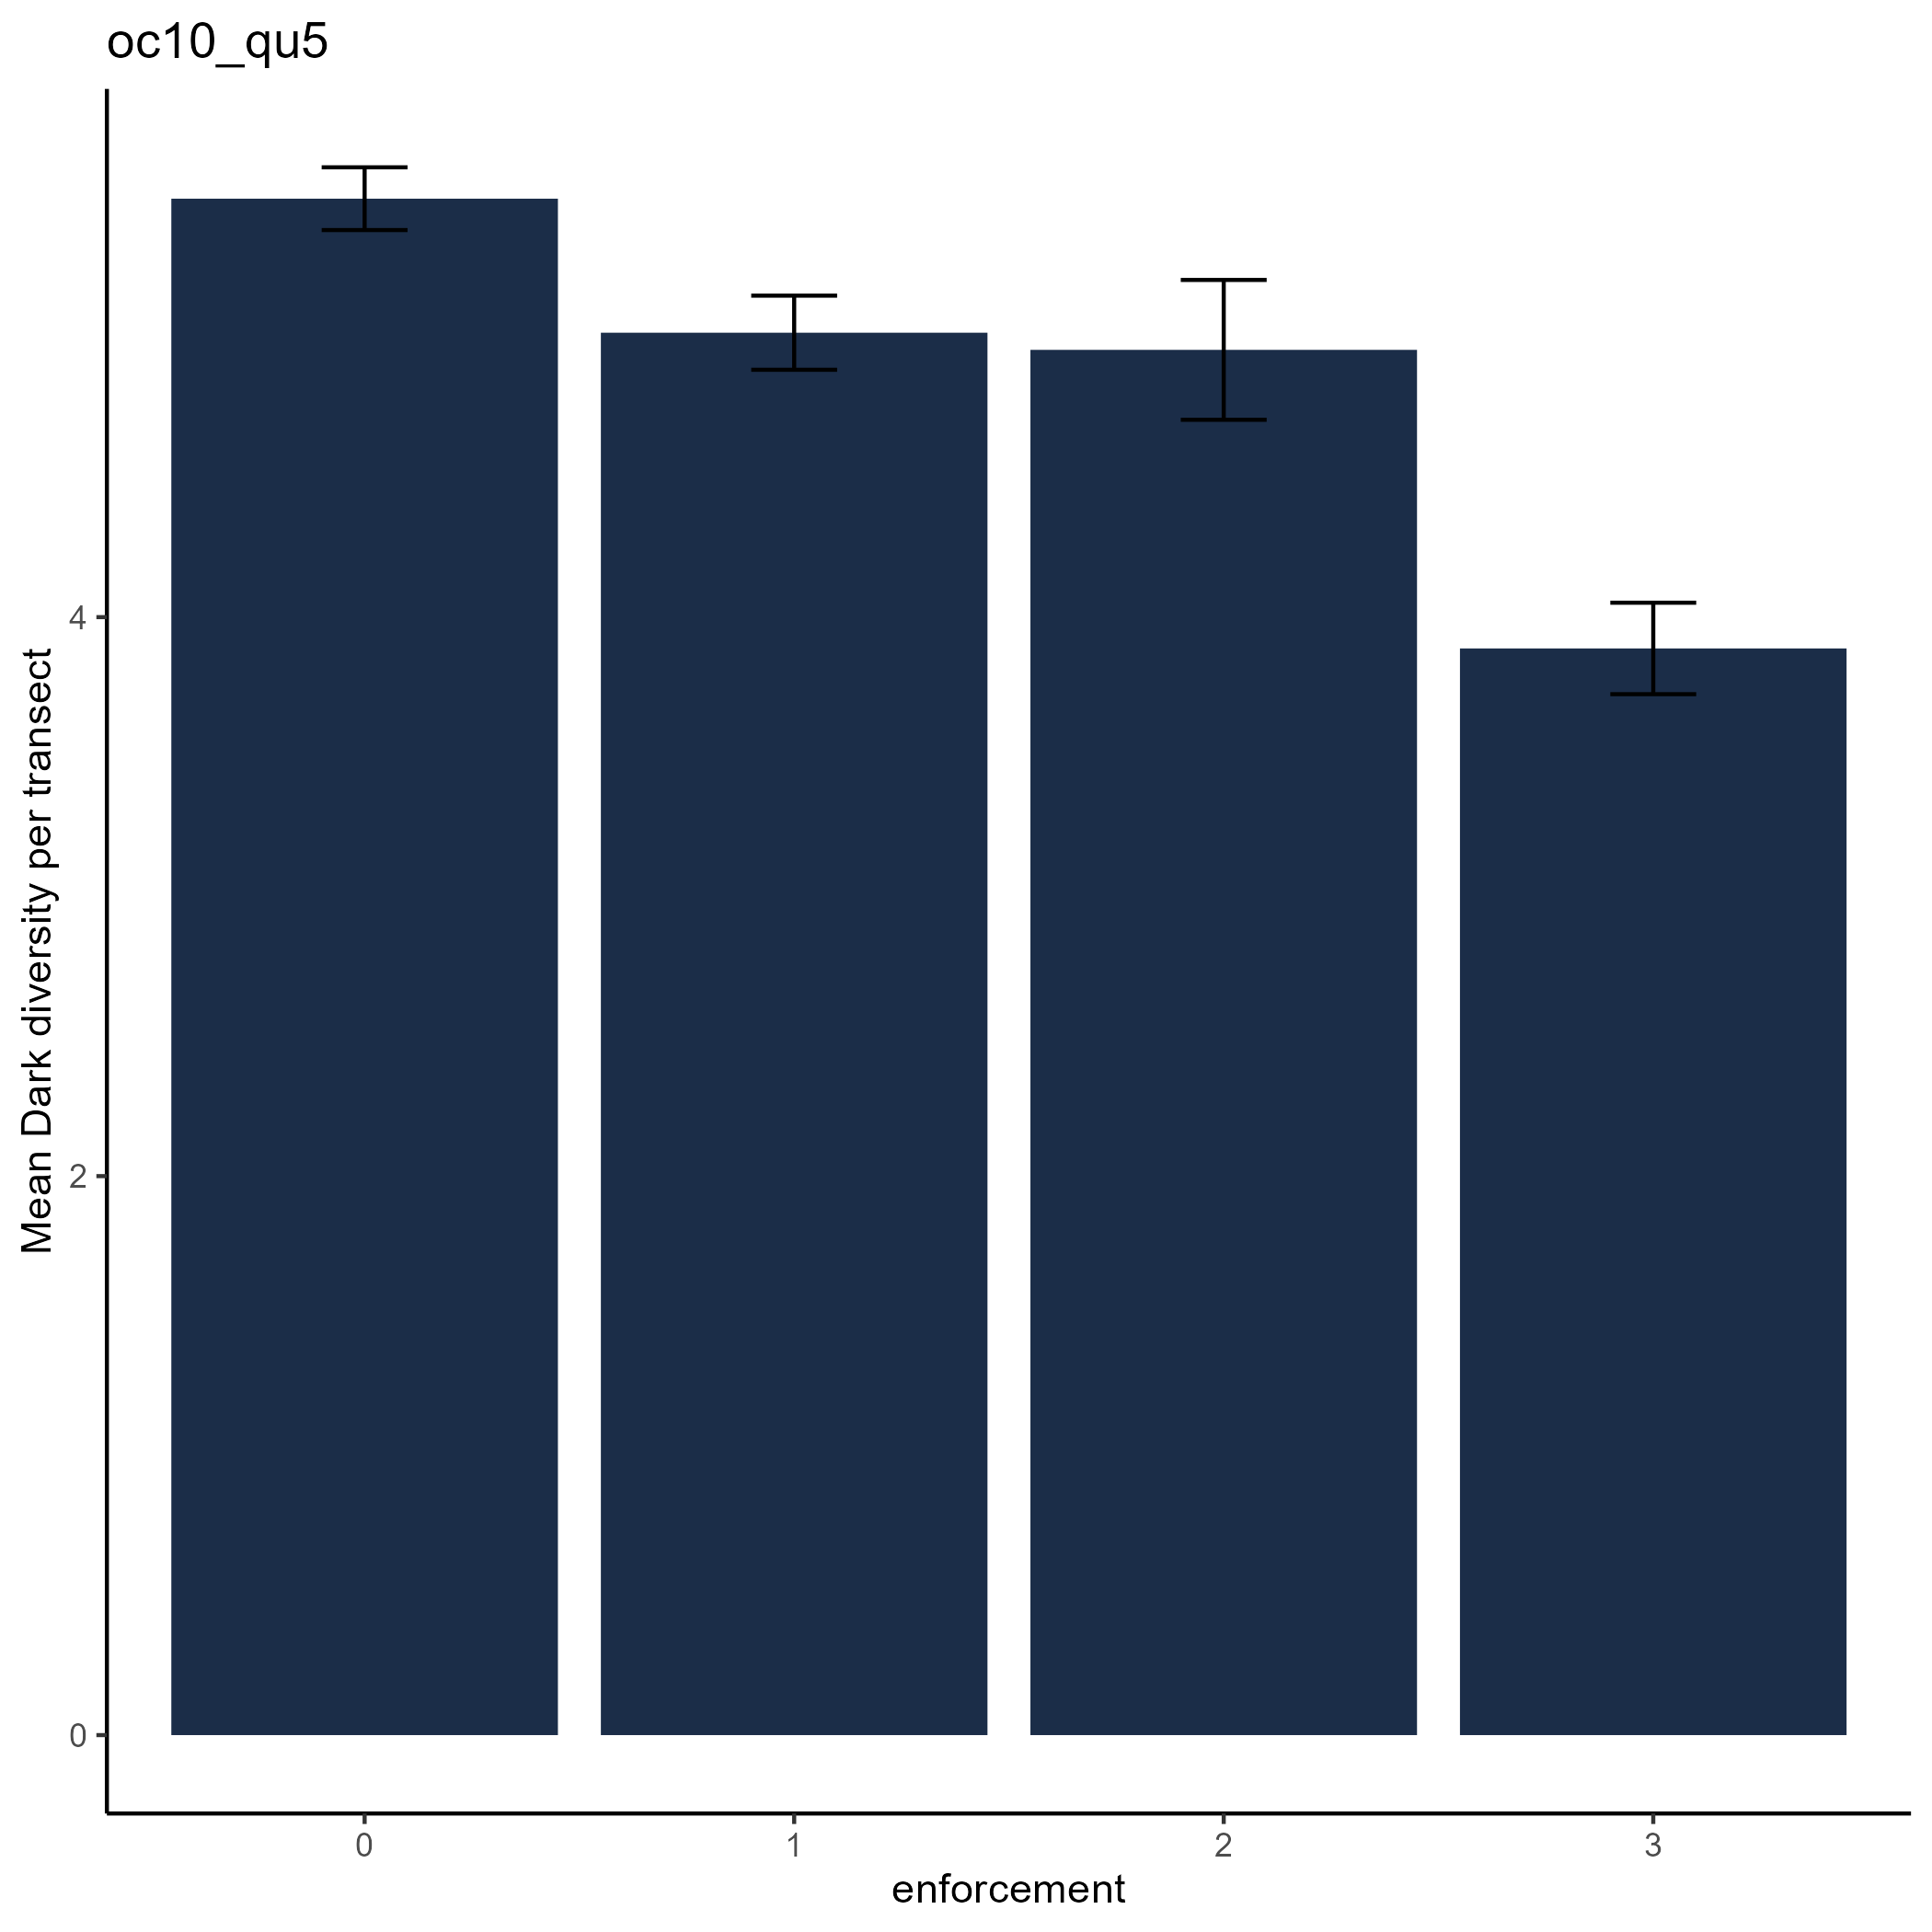 oc10_qu5
Mean Dark diversity per transect
4
2
0
0 1 2 3
enforcement